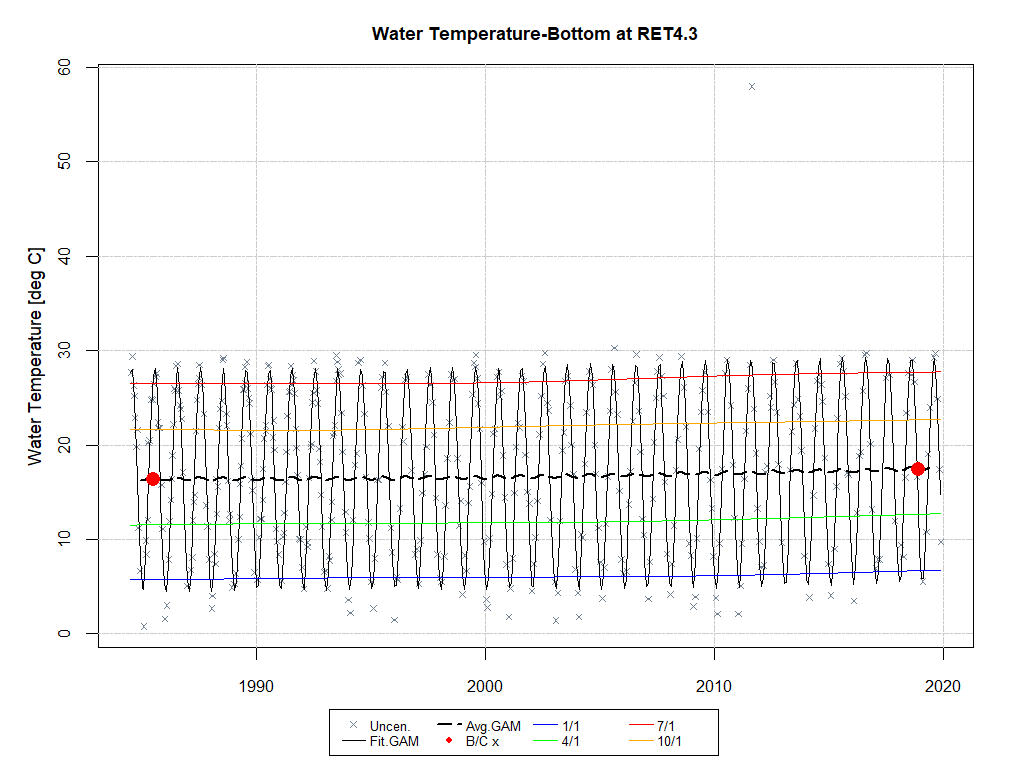 Water Temperature-Bottom at RET4.3
Water Temperature [deg C]
60
50
40
30
20
10
0
1990 2000 2010 2020
Uncen. Avg.GAM 1/1 7/1
Fit.GAM B/C x 4/1 10/1